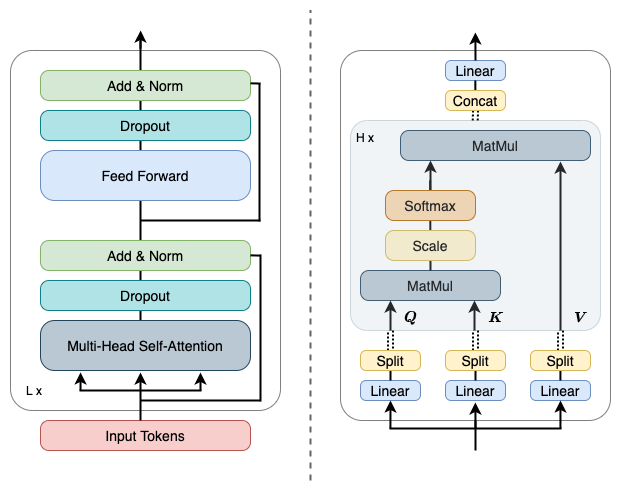 Add & Norm
Dropout
Feed Forward
Add & Norm
Dropout
Multi-Head Self-Attention
L x
Input Tokens
Linear
Concat
H x
MatMul
Softmax
Scale
MatMul
Q
K
V
Split
Split
Split
Linear
Linear
Linear